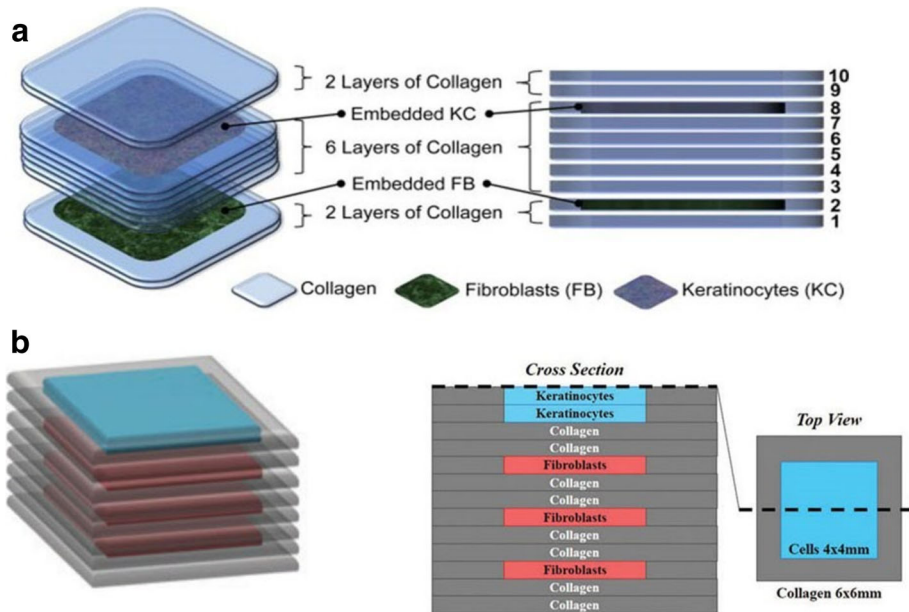 a
2 Layers of Collagen
Embedded KC
6 Layers of Collagen
Embedded FB
2 Layers of Collagen
10
9
8
7
6
5
4
3
2
1
Collagen
Fibroblasts (FB)
Keratinocytes (KC)
b
Cross Section
Keratinocytes
Keratinocytes
Collagen
Collagen
Fibroblasts
Collagen
Collagen
Fibroblasts
Collagen
Collagen
Fibroblasts
Collagen
Collagen
Top View
Cells 4x4mm
Collagen 6x6mm